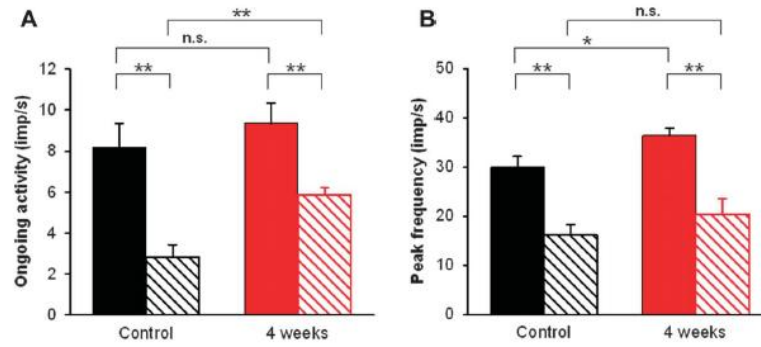 A
**
n.s.
**
**
Ongoing activity (imp/s)
12
10
8
6
4
2
0
Control
4 weeks
B
n.s.
*
**
**
Peak frequency (imp/s)
50
40
30
20
10
0
Control
4 weeks